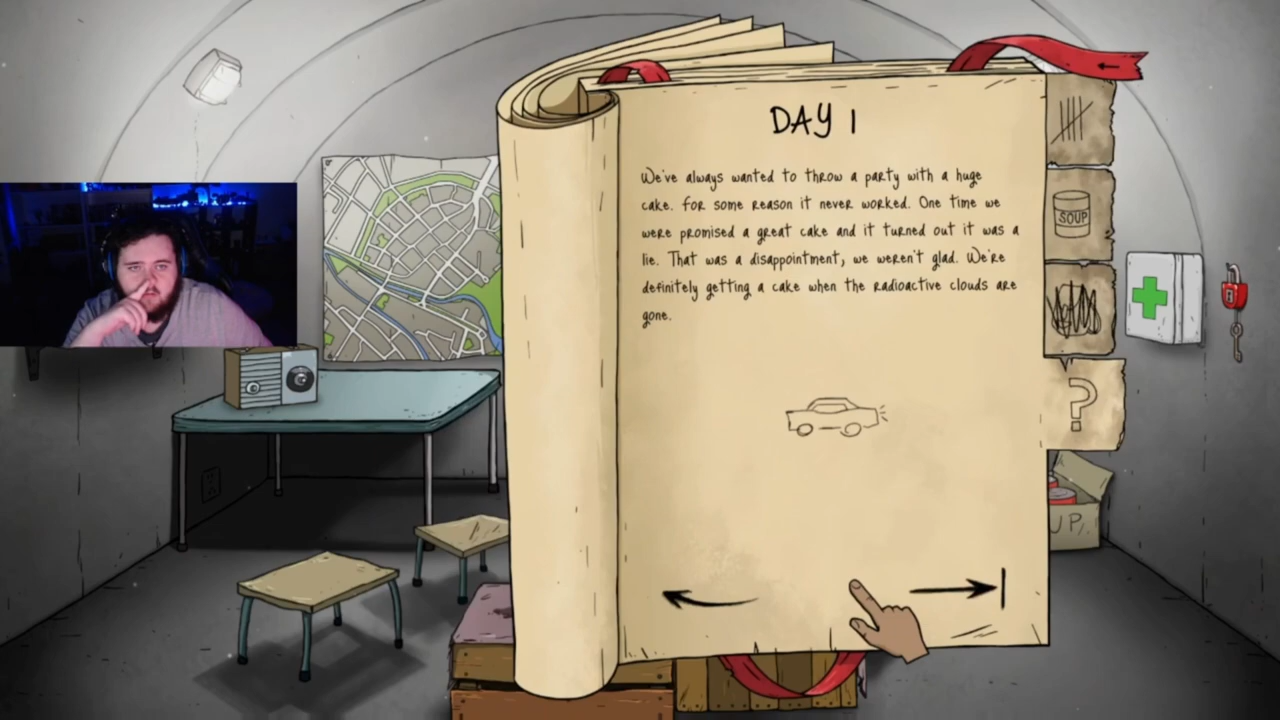 DAY 1
We've always wanted to throw a party with a huge
cake. For some reason it never worked. One time we
were promised a great cake and it turned out it was a
lie. That was a disappointment, we weren't glad. We're
definitely getting a cake when the radioactive clouds are
gone.
SOUP
?
UP